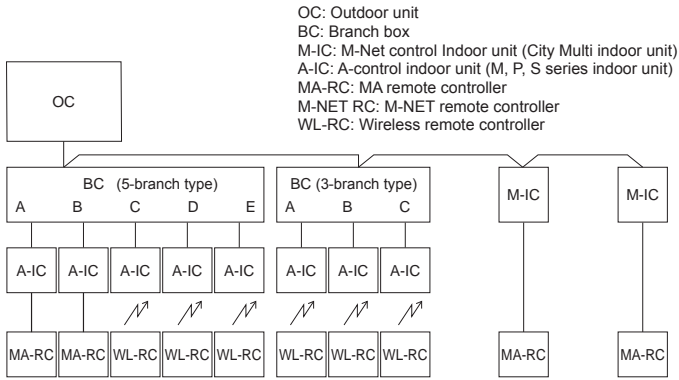 OC: Outdoor unit
BC: Branch box
M-IC: M-Net control Indoor unit (City Multi indoor unit)
A-IC: A-control indoor unit (M, P, S series indoor unit)
MA-RC: MA remote controller
M-NET RC: M-NET remote controller
WL-RC: Wireless remote controller
OC
BC (5-branch type) BC (3-branch type) M-IC M-IC
A B C D E A B C
A-IC A-IC A-IC A-IC A-IC A-IC A-IC A-IC
MA-RC MA-RC WL-RC WL-RC WL-RC WL-RC WL-RC WL-RC MA-RC MA-RC